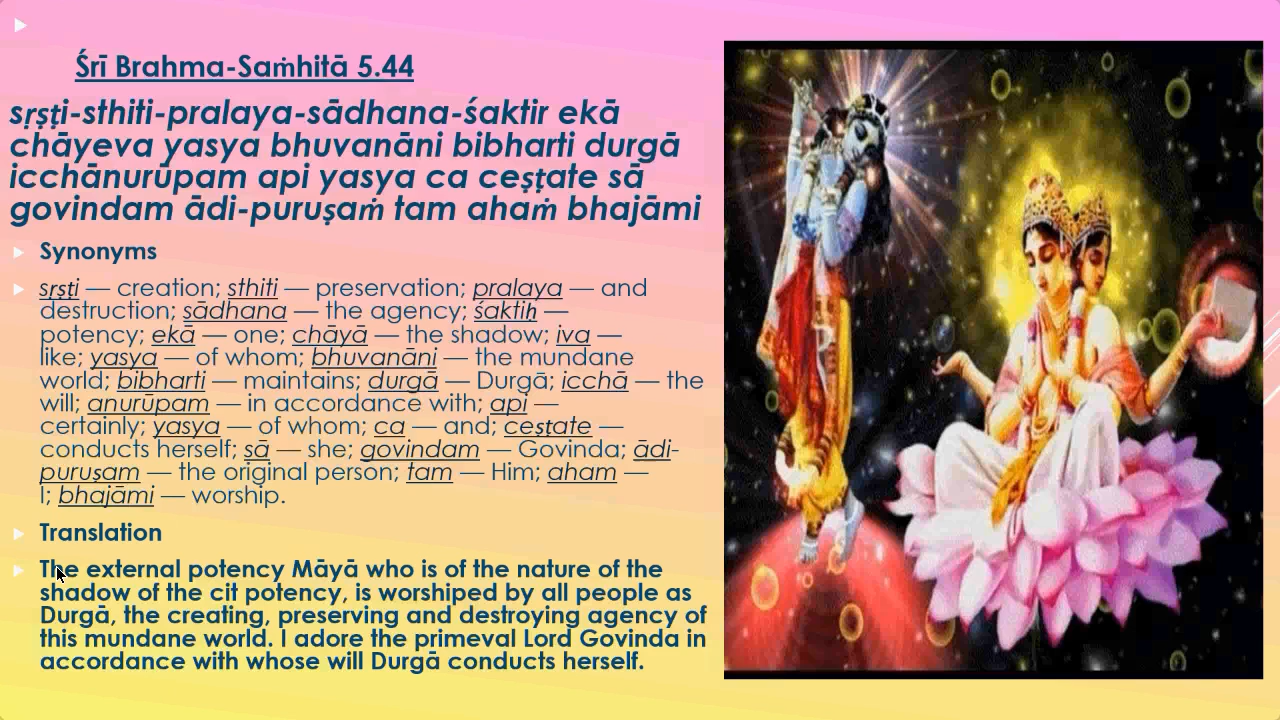 Śrī Brahma-Saṁhitā 5.44
sṛṣṭi-sthiti-pralaya-sādhana-śaktir ekā
chāyeva yasya bhuvanāni bibharti durgā
icchānurūpam api yasya ca ceṣṭate sā
govindam ādi-puruṣaṁ tam ahaṁ bhajāmi
Synonyms
sṛṣṭi — creation; sthiti — preservation; pralaya — and
destruction; sādhana — the agency; śaktiḥ —
potency; ekā — one; chāyā — the shadow; iva —
like; yasya — of whom; bhuvanāni — the mundane
world; bibharti — maintains; durgā — Durgā; icchā — the
will; anurūpam — in accordance with; api —
certainly; yasya — of whom; ca — and; ceṣṭate —
conducts herself; sā — she; govindam — Govinda; ādi-
puruṣam — the original person; tam — Him; aham —
I; bhajāmi — worship.
Translation
The external potency Māyā who is of the nature of the
shadow of the cit potency, is worshiped by all people as
Durgā, the creating, preserving and destroying agency of
this mundane world. I adore the primeval Lord Govinda in
accordance with whose will Durgā conducts herself.